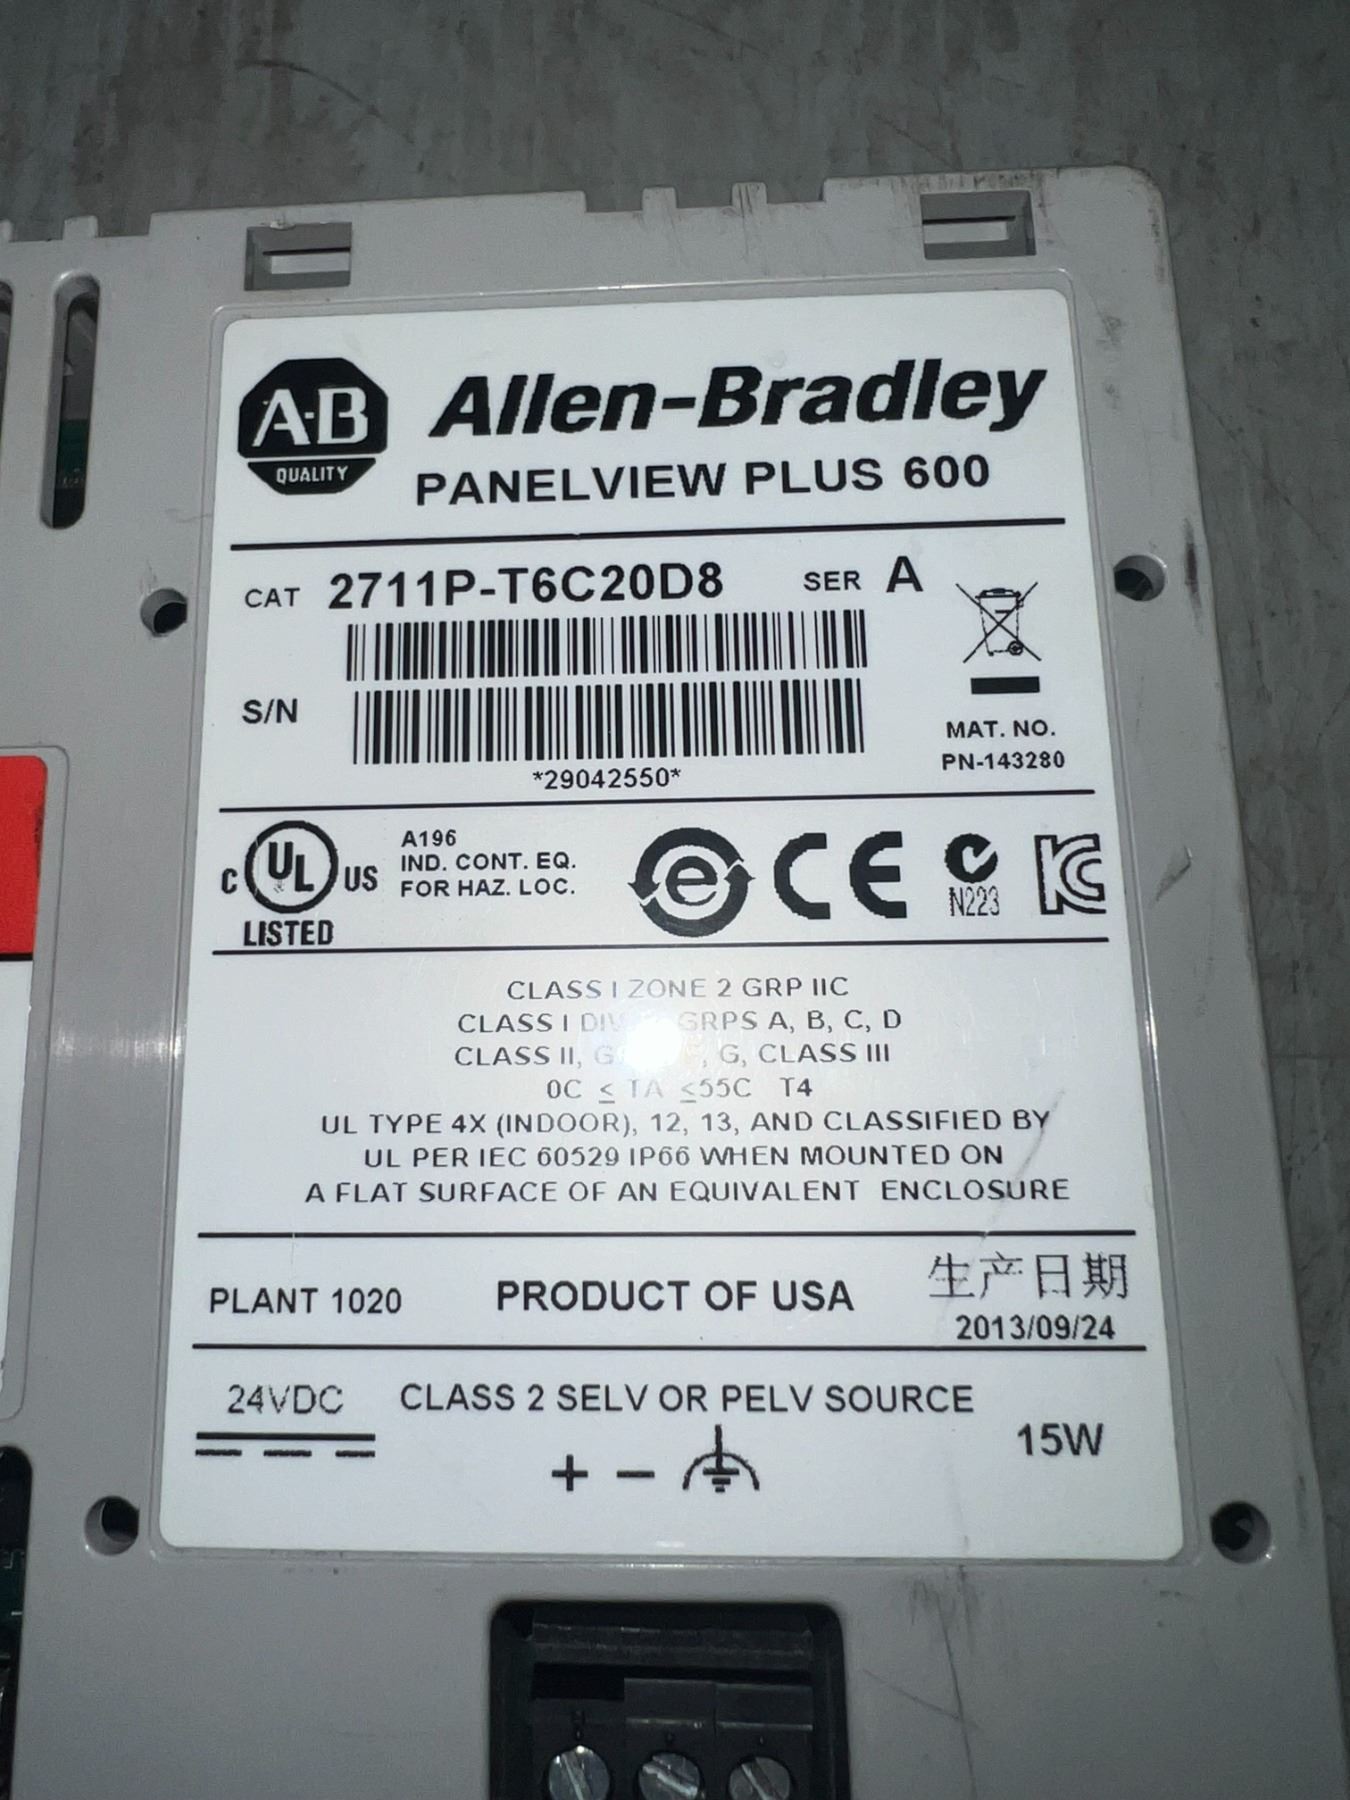 A-B
QUALITY
Allen-Bradley
PANELVIEW PLUS 600
CAT 2711P-T6C20D8 SER A
S/N
*29042550*
MAT. NO.
PN-143280
C UL US
LISTED
A196
IND. CONT. EQ.
FOR HAZ. LOC.
e
CE
N223
KC
CLASS I ZONE 2 GRP IIC
CLASS I GRPS A, B, C, D
CLASS II, G, CLASS III
0C ≤ TA ≤55C T4
UL TYPE 4X (INDOOR), 12, 13, AND CLASSIFIED BY
UL PER IEC 60529 IP66 WHEN MOUNTED ON
A FLAT SURFACE OF AN EQUIVALENT ENCLOSURE
PLANT 1020
PRODUCT OF USA
生产日期
2013/09/24
24VDC
CLASS 2 SELV OR PELV SOURCE
15W
+ −